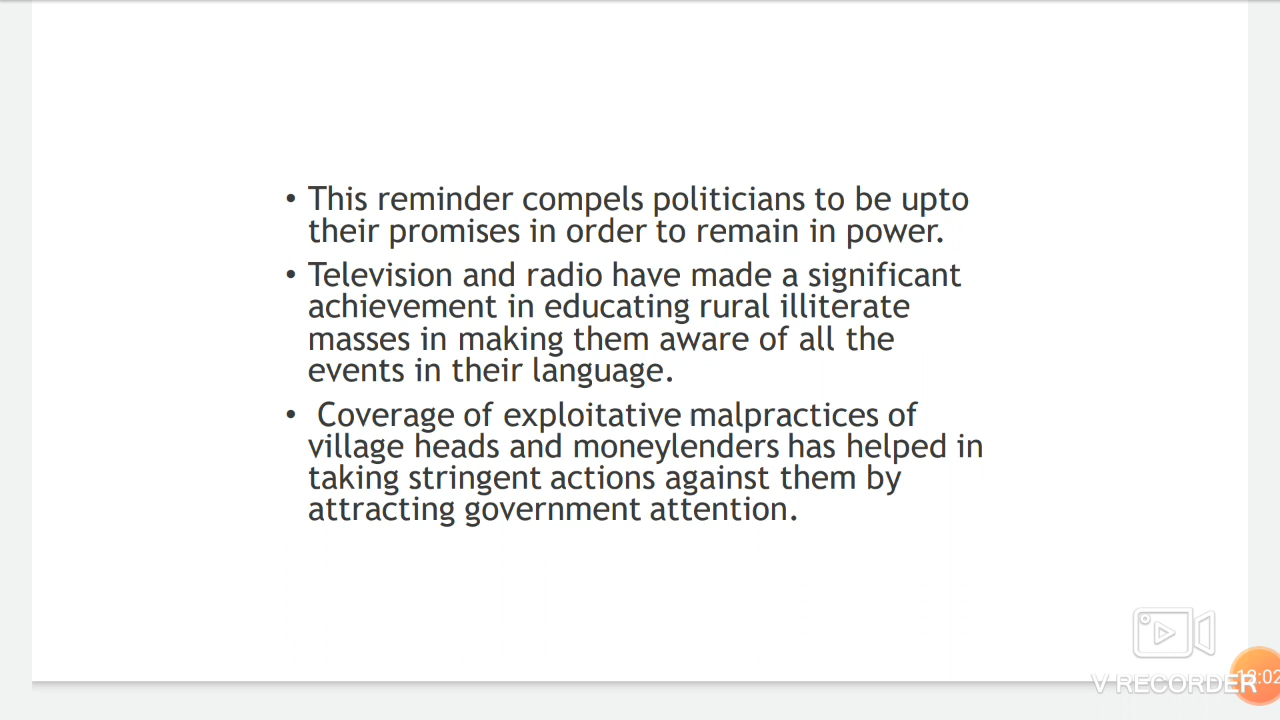 • This reminder compels politicians to be upto
their promises in order to remain in power.
• Television and radio have made a significant
achievement in educating rural illiterate
masses in making them aware of all the
events in their language.
• Coverage of exploitative malpractices of
village heads and moneylenders has helped in
taking stringent actions against them by
attracting government attention.
V RECORDER